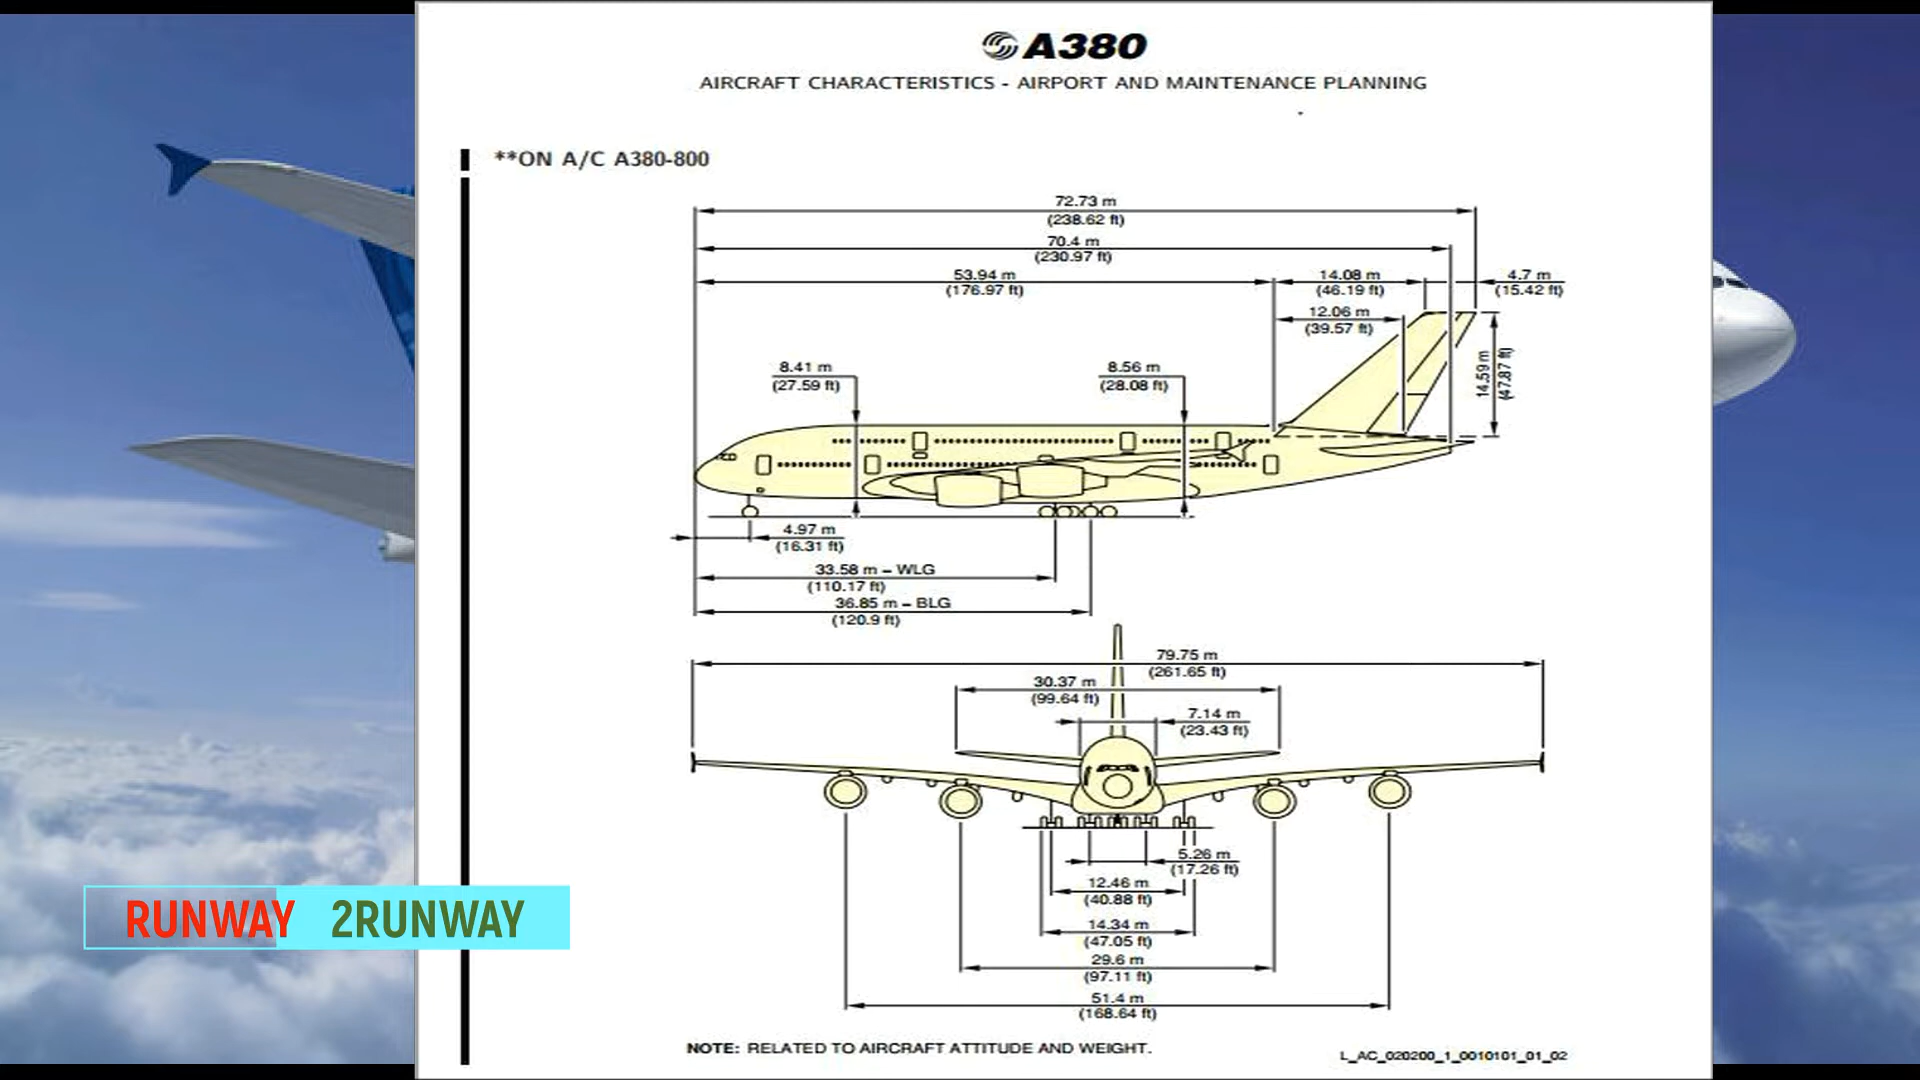 A380
AIRCRAFT CHARACTERISTICS - AIRPORT AND MAINTENANCE PLANNING
**ON A/C A380-800
72.73 m
(238.62 ft)
70.4 m
(230.97 ft)
53.94 m
(176.97 ft)
14.08 m
(46.19 ft)
4.7 m
(15.42 ft)
12.06 m
(39.57 ft)
14.59 m
(47.87 ft)
8.41 m
(27.59 ft)
8.56 m
(28.08 ft)
4.97 m
(16.31 ft)
33.58 m – WLG
(110.17 ft)
36.85 m – BLG
(120.9 ft)
79.75 m
(261.65 ft)
30.37 m
(99.64 ft)
7.14 m
(23.43 ft)
5.26 m
(17.26 ft)
12.46 m
(40.88 ft)
14.34 m
(47.05 ft)
29.6 m
(97.11 ft)
51.4 m
(168.64 ft)
RUNWAY 2RUNWAY
NOTE: RELATED TO AIRCRAFT ATTITUDE AND WEIGHT.
L_AC_020200_1_0010101_01_02